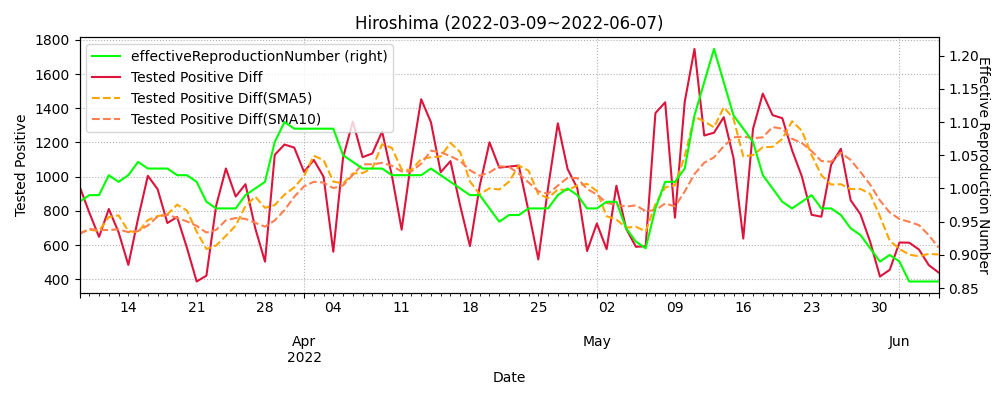 Hiroshima (2022-03-09~2022-06-07)
effectiveReproductionNumber (right)
Tested Positive Diff
Tested Positive Diff(SMA5)
Tested Positive Diff(SMA10)
Tested Positive
1800
1600
1400
1200
1000
800
600
400
1.20
1.15
1.10
1.05
1.00
0.95
0.90
0.85
Effective Reproduction Number
14 21 28 04 11 18 25 02 09 16 23 30
Apr May Jun
2022
Date